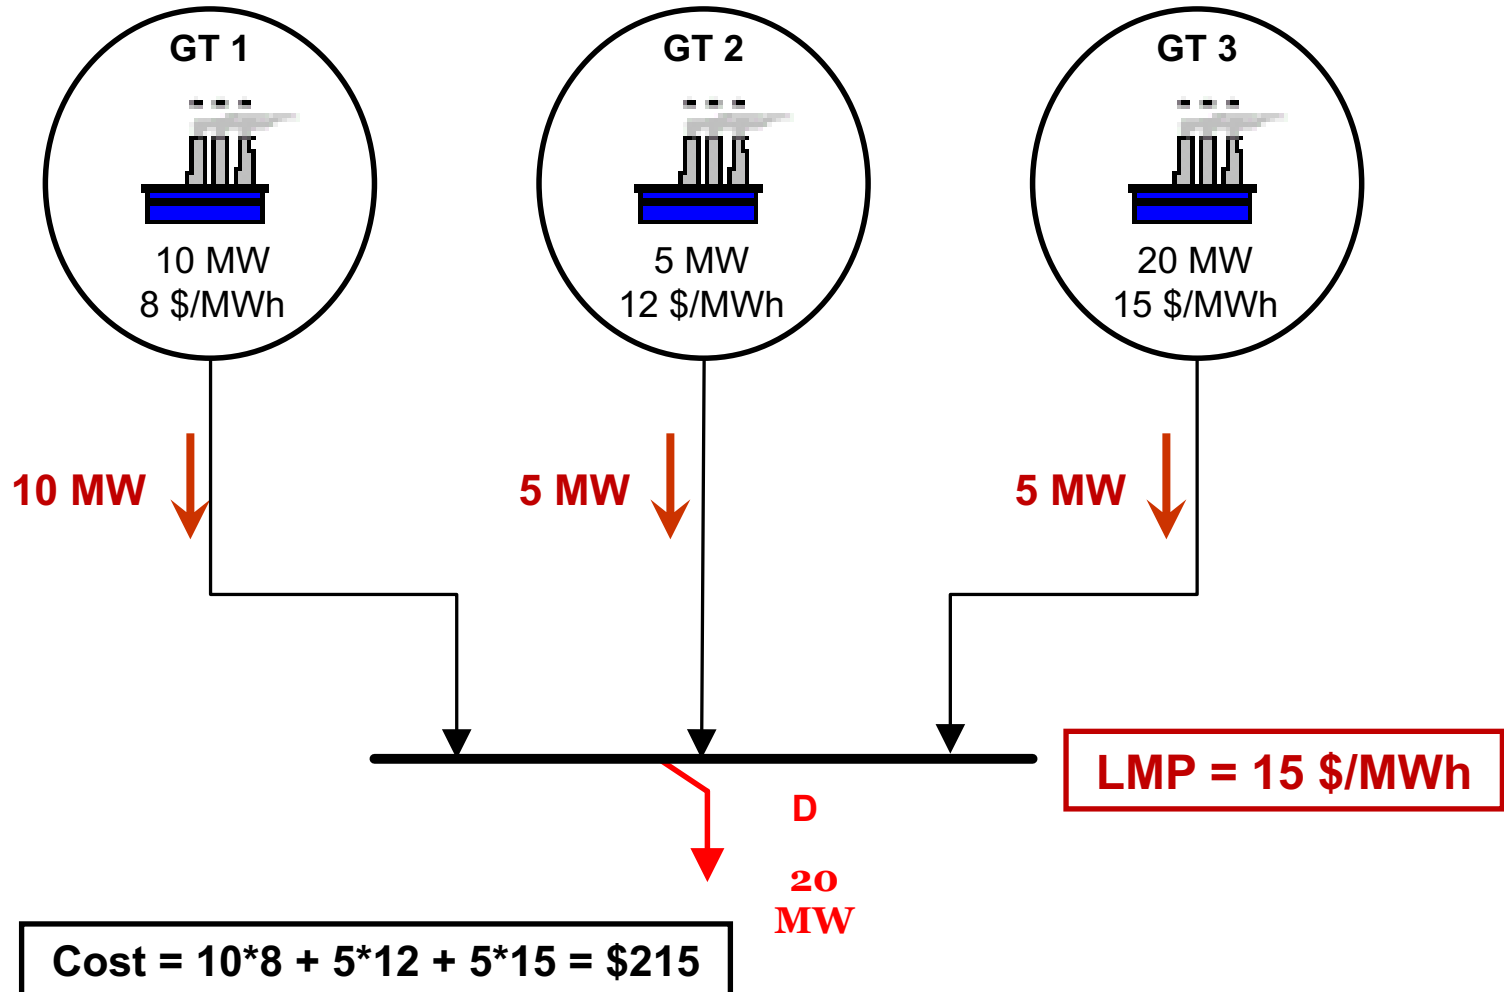 GT 1
GT 2
GT 3
10 MW
8 $/MWh
5 MW
12 $/MWh
20 MW
15 $/MWh
10 MW
5 MW
5 MW
LMP = 15 $/MWh
D
20
MW
Cost = 10*8 + 5*12 + 5*15 = $215